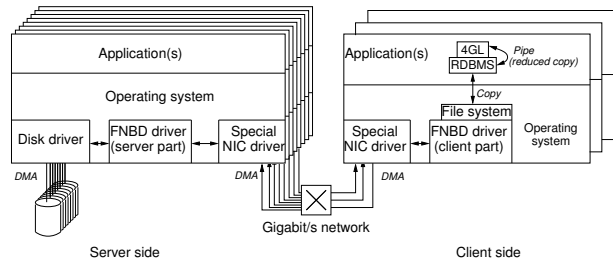 Application(s)
Operating system
Disk driver
FNBD driver
(server part)
Special
NIC driver
DMA
DMA
Gigabit/s network
Server side
Application(s)
4GL
RDBMS
Pipe
(reduced copy)
Copy
File system
Special
NIC driver
FNBD driver
(client part)
Operating
system
DMA
Client side